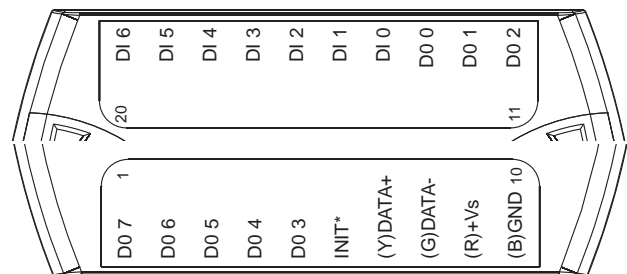 DI 6
DI 5
DI 4
DI 3
DI 2
DI 1
DI 0
D0 0
D0 1
D0 2
20
11
1
10
D0 7
D0 6
D0 5
D0 4
D0 3
INIT*
(Y)DATA+
(G)DATA-
(R)+Vs
(B)GND